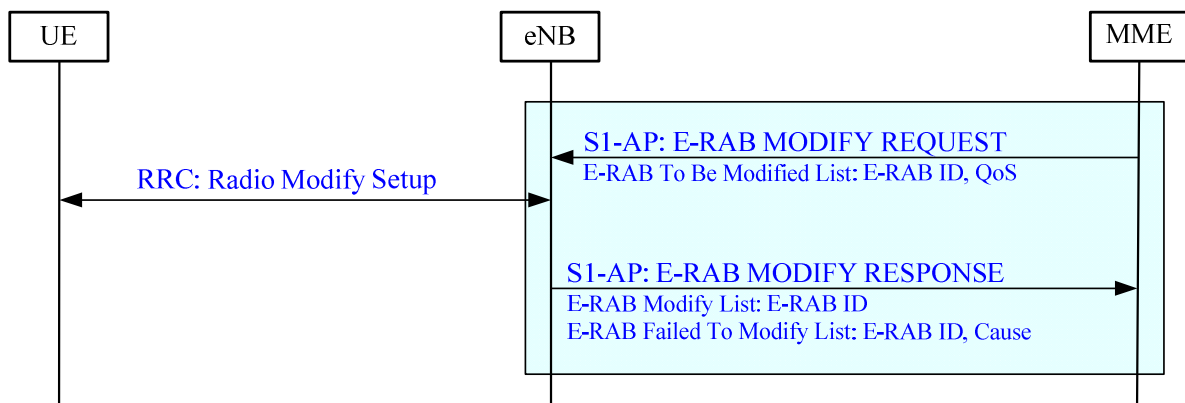 UE
eNB
MME
S1-AP: E-RAB MODIFY REQUEST
E-RAB To Be Modified List: E-RAB ID, QoS
RRC: Radio Modify Setup
S1-AP: E-RAB MODIFY RESPONSE
E-RAB Modify List: E-RAB ID
E-RAB Failed To Modify List: E-RAB ID, Cause